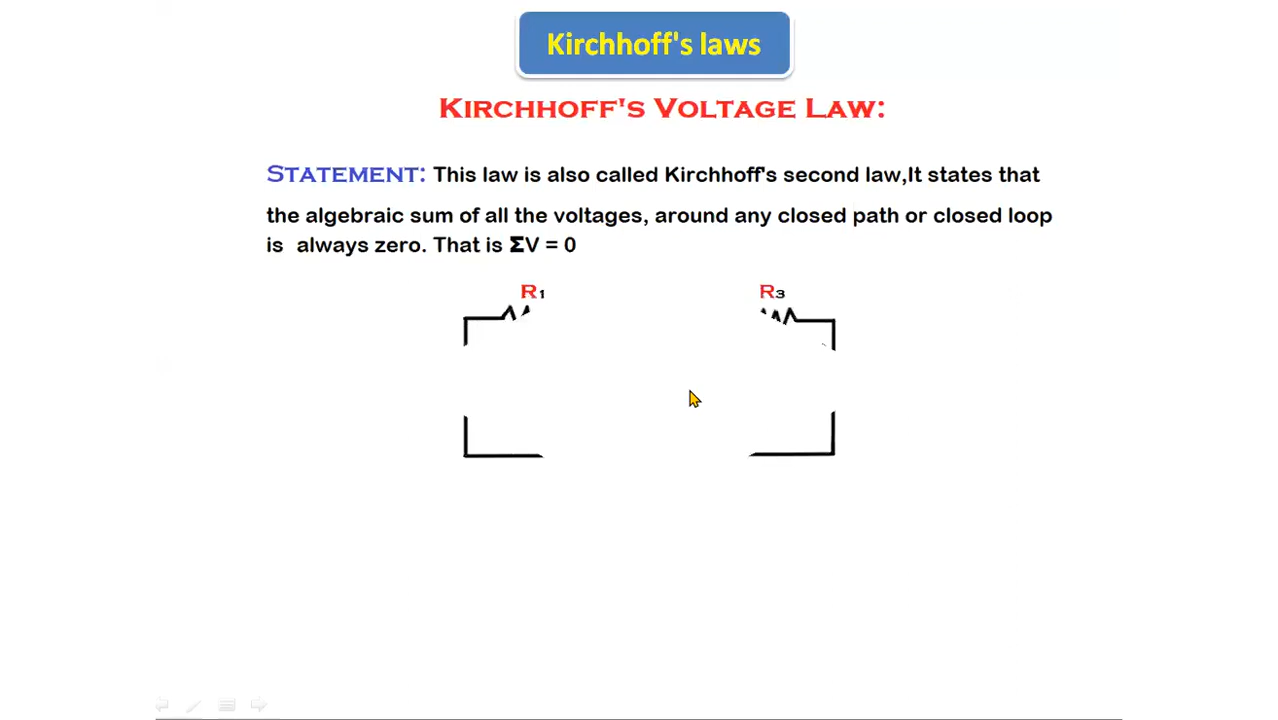 Kirchhoff's laws
KIRCHHOFF'S VOLTAGE LAW:
STATEMENT: This law is also called Kirchhoff's second law,It states that
the algebraic sum of all the voltages, around any closed path or closed loop
is always zero. That is ΣV = 0
R1 R3